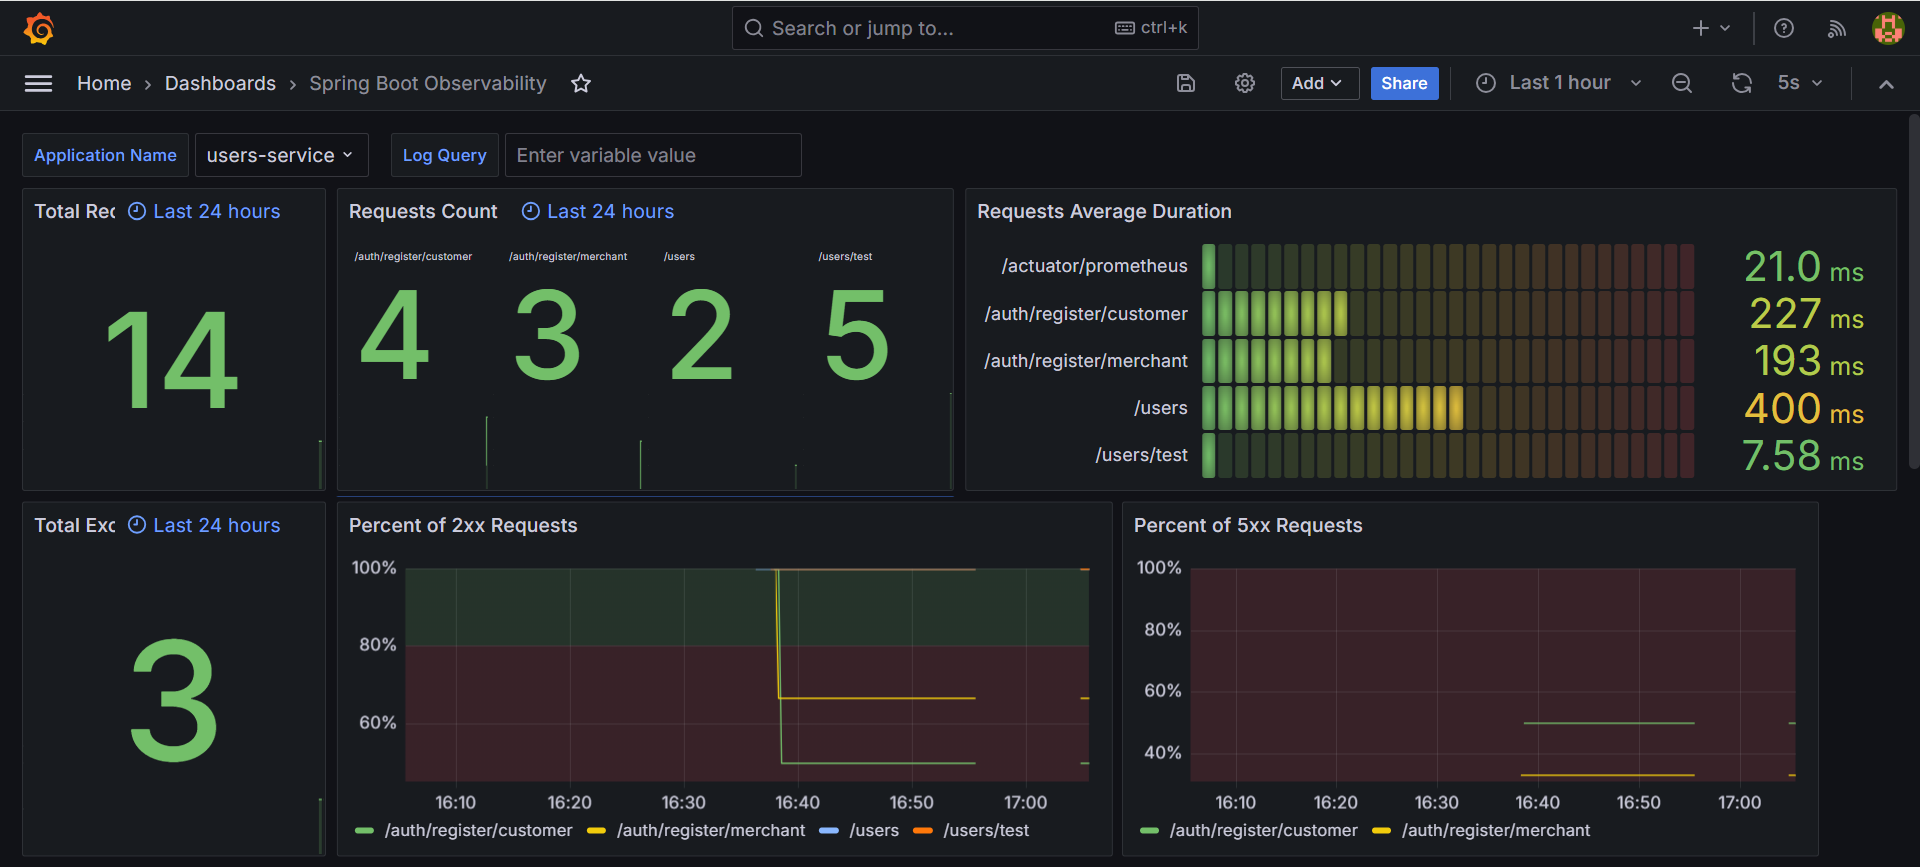 Search or jump to... ctrl+k
Home › Dashboards › Spring Boot Observability
Add Share Last 1 hour 5s
Application Name users-service Log Query Enter variable value
Total Rec Last 24 hours
14
Requests Count Last 24 hours
/auth/register/customer /auth/register/merchant /users /users/test
4 3 2 5
Requests Average Duration
/actuator/prometheus 21.0 ms
/auth/register/customer 227 ms
/auth/register/merchant 193 ms
/users 400 ms
/users/test 7.58 ms
Total Exc Last 24 hours
3
Percent of 2xx Requests
100%
80%
60%
16:10 16:20 16:30 16:40 16:50 17:00
/auth/register/customer /auth/register/merchant /users /users/test
Percent of 5xx Requests
100%
80%
60%
40%
16:10 16:20 16:30 16:40 16:50 17:00
/auth/register/customer /auth/register/merchant